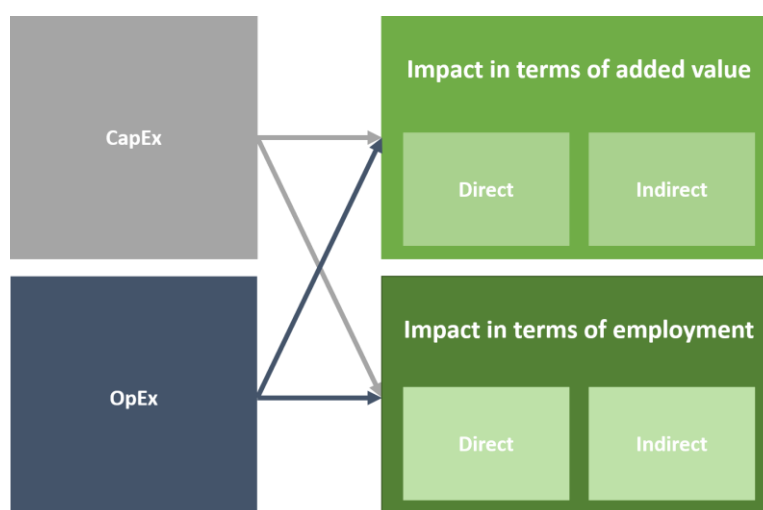 CapEx
Impact in terms of added value
Direct
Indirect
OpEx
Impact in terms of employment
Direct
Indirect